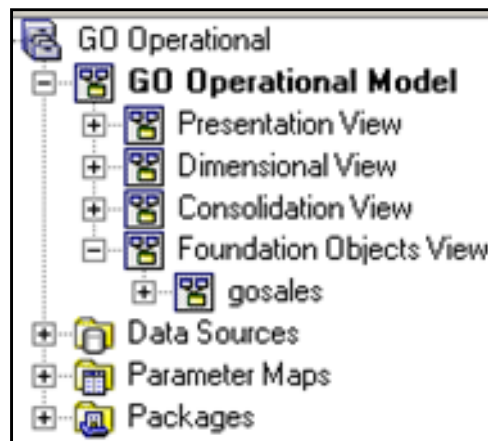 GO Operational
GO Operational Model
Presentation View
Dimensional View
Consolidation View
Foundation Objects View
gosales
Data Sources
Parameter Maps
Packages